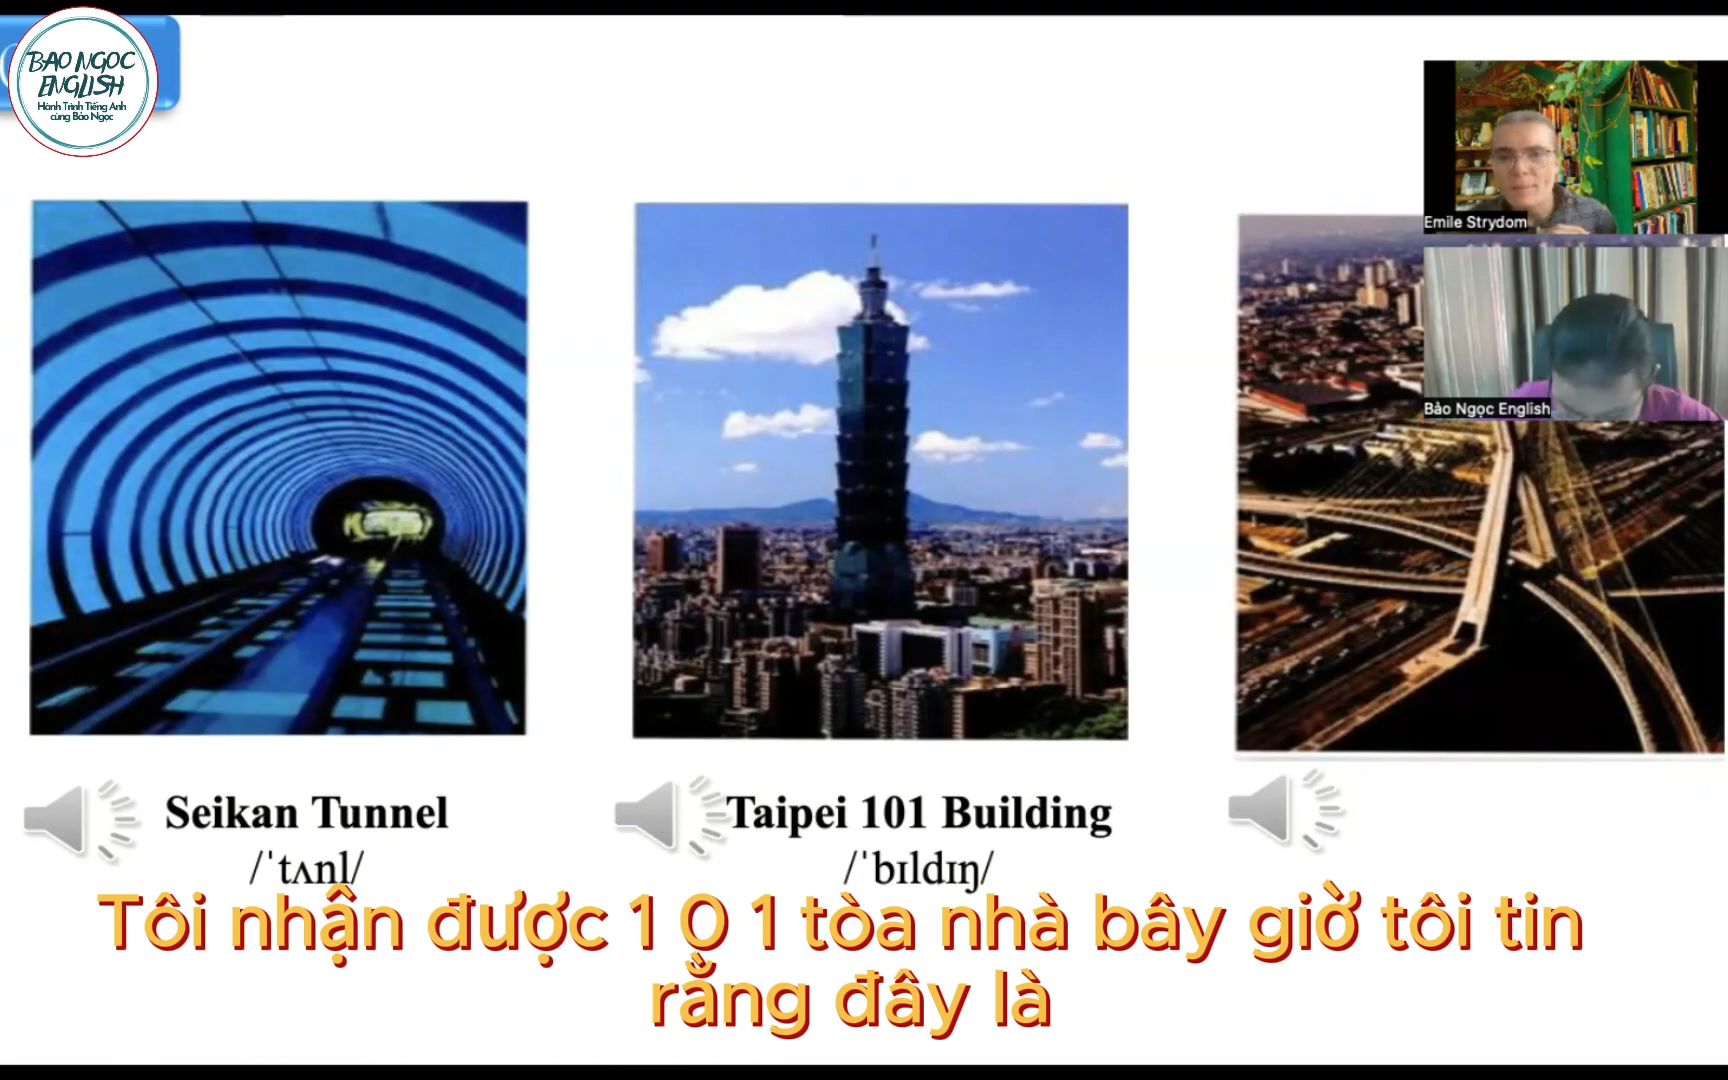 BAO NGOC
ENGLISH
Hành Trình Tiếng Anh
cùng Bảo Ngọc
Emile Strydom
Bảo Ngọc English
Seikan Tunnel
/ˈtʌnl/
Taipei 101 Building
/ˈbɪldɪŋ/
Tôi nhận được 1 0 1 tòa nhà bây giờ tôi tin
rằng đây là